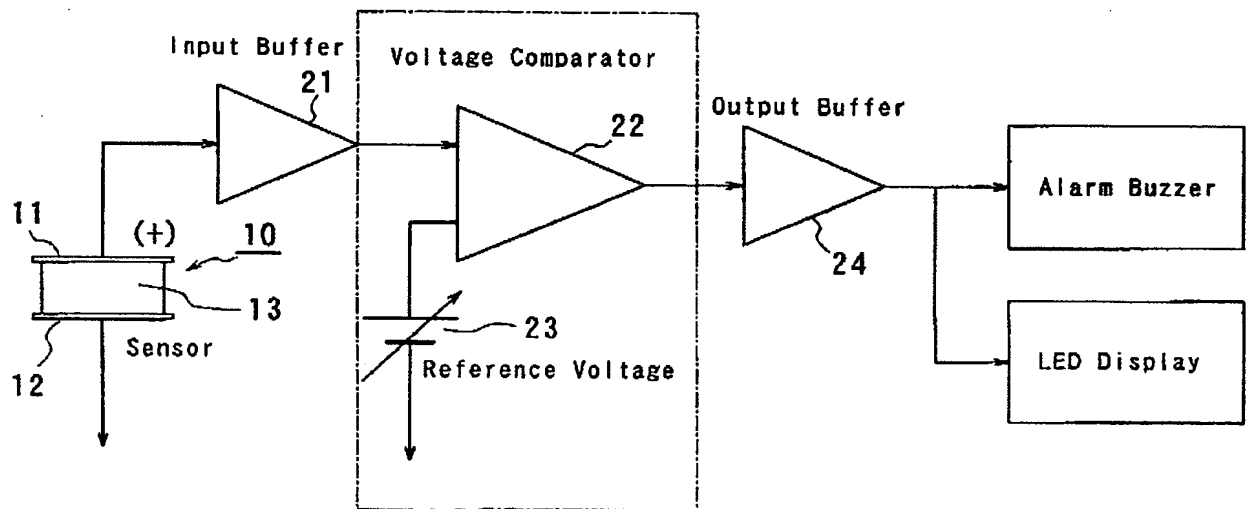 Input Buffer
21
Voltage Comparator
22
Output Buffer
24
Alarm Buzzer
LED Display
11
(+)
10
13
12
Sensor
23
Reference Voltage